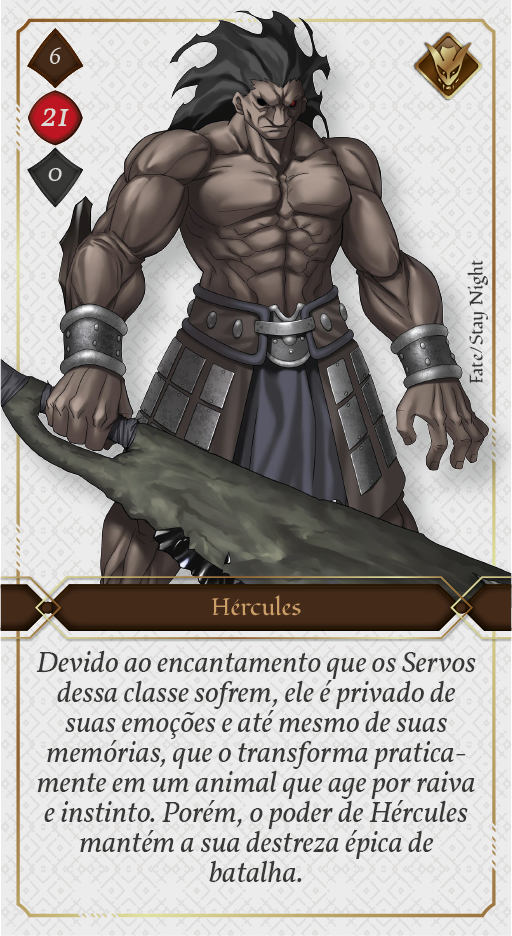 6
21
0
Fate/Stay Night
Hércules
Devido ao encantamento que os Servos
dessa classe sofrem, ele é privado de
suas emoções e até mesmo de suas
memórias, que o transforma pratica-
mente em um animal que age por raiva
e instinto. Porém, o poder de Hércules
mantém a sua destreza épica de
batalha.